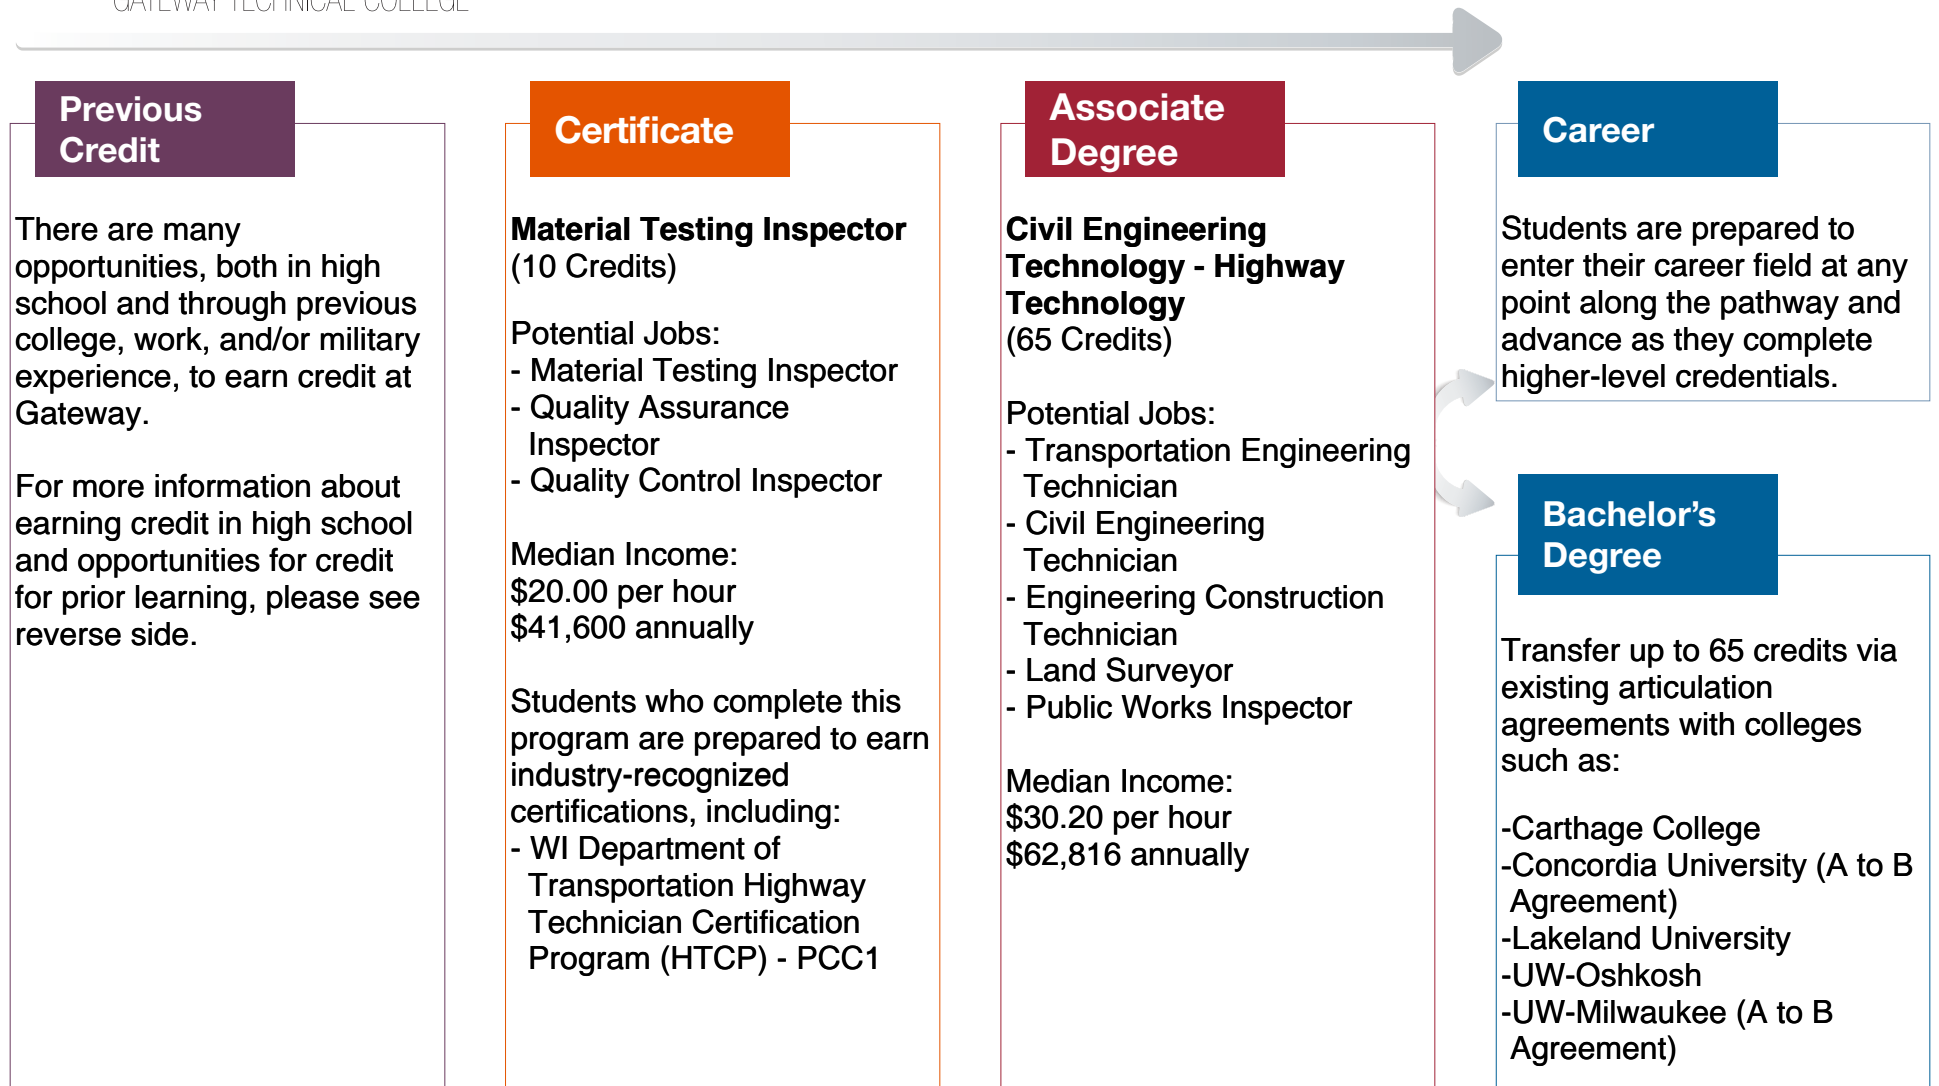 GATEWAY TECHNICAL COLLEGE
Previous
Credit
There are many
opportunities, both in high
school and through previous
college, work, and/or military
experience, to earn credit at
Gateway.
For more information about
earning credit in high school
and opportunities for credit
for prior learning, please see
reverse side.
Certificate
Material Testing Inspector
(10 Credits)
Potential Jobs:
- Material Testing Inspector
- Quality Assurance
Inspector
- Quality Control Inspector
Median Income:
$20.00 per hour
$41,600 annually
Students who complete this
program are prepared to earn
industry-recognized
certifications, including:
- WI Department of
Transportation Highway
Technician Certification
Program (HTCP) - PCC1
Associate
Degree
Civil Engineering
Technology - Highway
Technology
(65 Credits)
Potential Jobs:
- Transportation Engineering
Technician
- Civil Engineering
Technician
- Engineering Construction
Technician
- Land Surveyor
- Public Works Inspector
Median Income:
$30.20 per hour
$62,816 annually
Career
Students are prepared to
enter their career field at any
point along the pathway and
advance as they complete
higher-level credentials.
Bachelor’s
Degree
Transfer up to 65 credits via
existing articulation
agreements with colleges
such as:
-Carthage College
-Concordia University (A to B
Agreement)
-Lakeland University
-UW-Oshkosh
-UW-Milwaukee (A to B
Agreement)